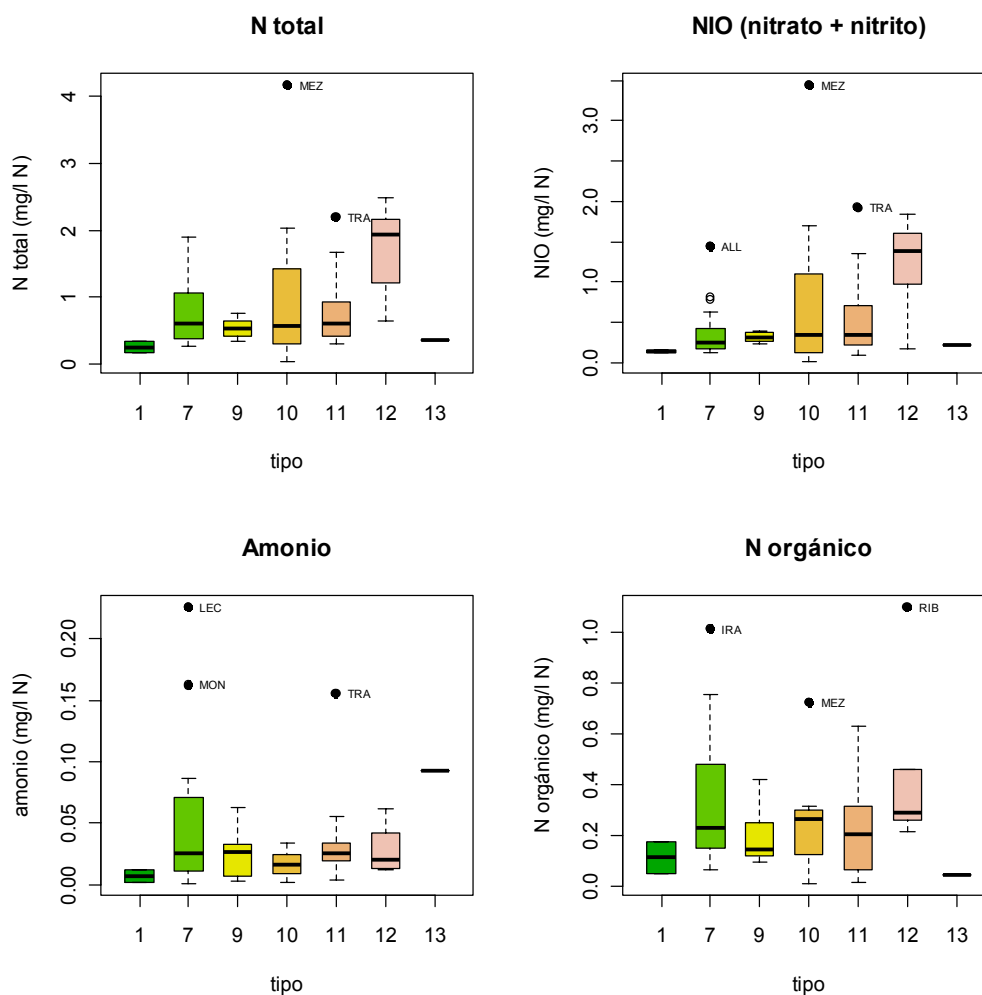 N total
N total (mg/l N)
0
1
2
3
4
MEZ
TRA
1 7 9 10 11 12 13
tipo
NIO (nitrato + nitrito)
NIO (mg/l N)
0.0
1.0
2.0
3.0
ALL
MEZ
TRA
1 7 9 10 11 12 13
tipo
Amonio
amonio (mg/l N)
0.00
0.05
0.10
0.15
0.20
LEC
MON
TRA
1 7 9 10 11 12 13
tipo
N orgánico
N orgánico (mg/l N)
0.0
0.2
0.4
0.6
0.8
1.0
IRA
MEZ
RIB
1 7 9 10 11 12 13
tipo